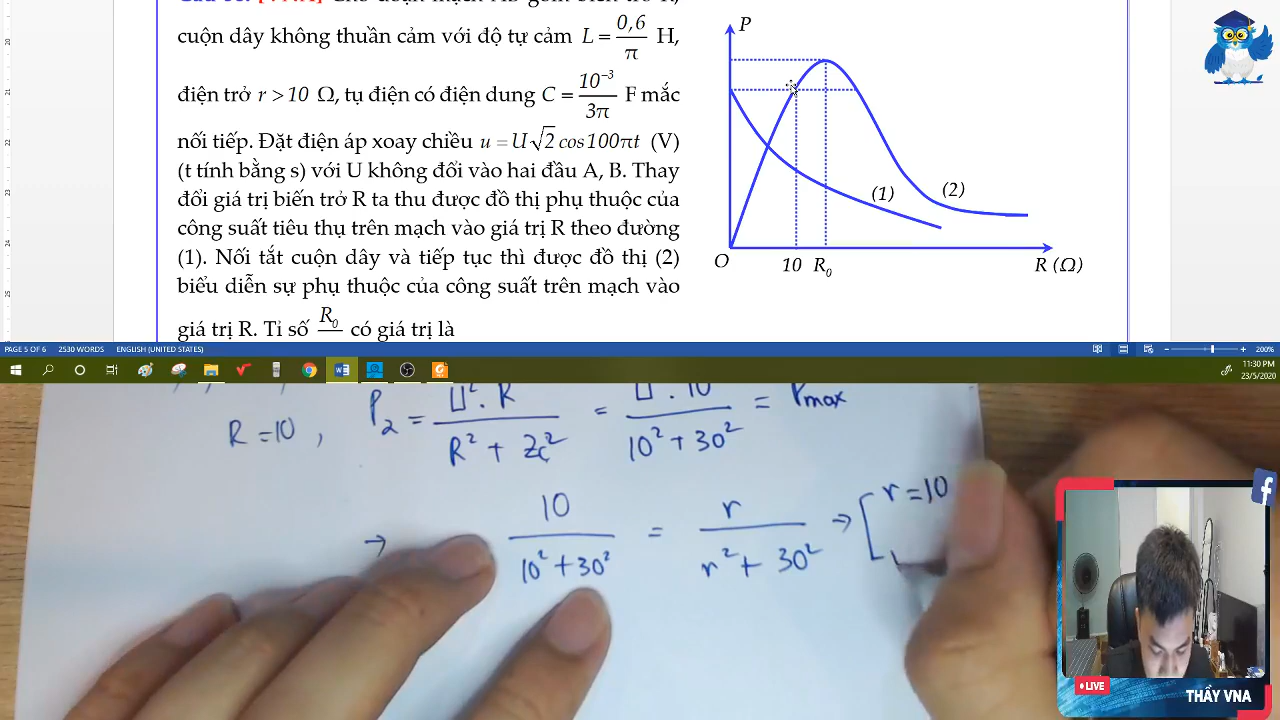 cuộn dây không thuần cảm với độ tự cảm L = 0,6/π H,
điện trở r > 10 Ω, tụ điện có điện dung C = 10⁻³/3π F mắc
nối tiếp. Đặt điện áp xoay chiều u = U√2 cos100πt (V)
(t tính bằng s) với U không đổi vào hai đầu A, B. Thay
đổi giá trị biến trở R ta thu được đồ thị phụ thuộc của
công suất tiêu thụ trên mạch vào giá trị R theo đường
(1). Nối tắt cuộn dây và tiếp tục thì được đồ thị (2)
biểu diễn sự phụ thuộc của công suất trên mạch vào
giá trị R. Tỉ số R₀ có giá trị là
P
(1)
(2)
O
10
R₀
R (Ω)
20
22
23
24
25
PAGE 5 OF 6
2530 WORDS
ENGLISH (UNITED STATES)
200%
11:30 PM
23/5/2020
R = 10 , P₂ = U². R / R² + Zc² = U². 10 / 10² + 30² = Pmax
→ 10 / 10² + 30² = r / r² + 30² → [ r = 10
LIVE
THẦY VNA